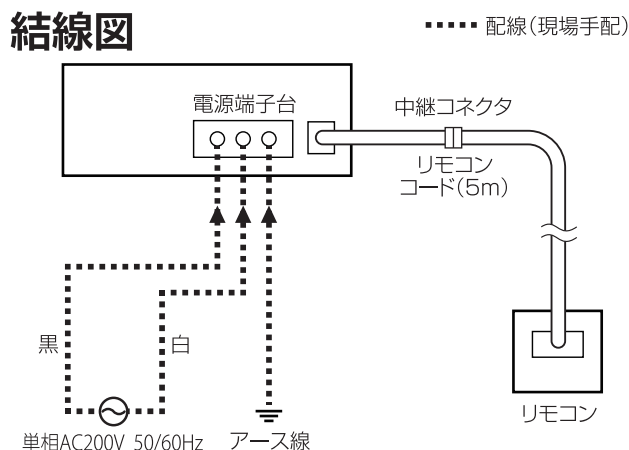 結線図
配線(現場手配)
電源端子台
中継コネクタ
リモコン
コード(5m)
黒
白
単相AC200V 50/60Hz
アース線
リモコン